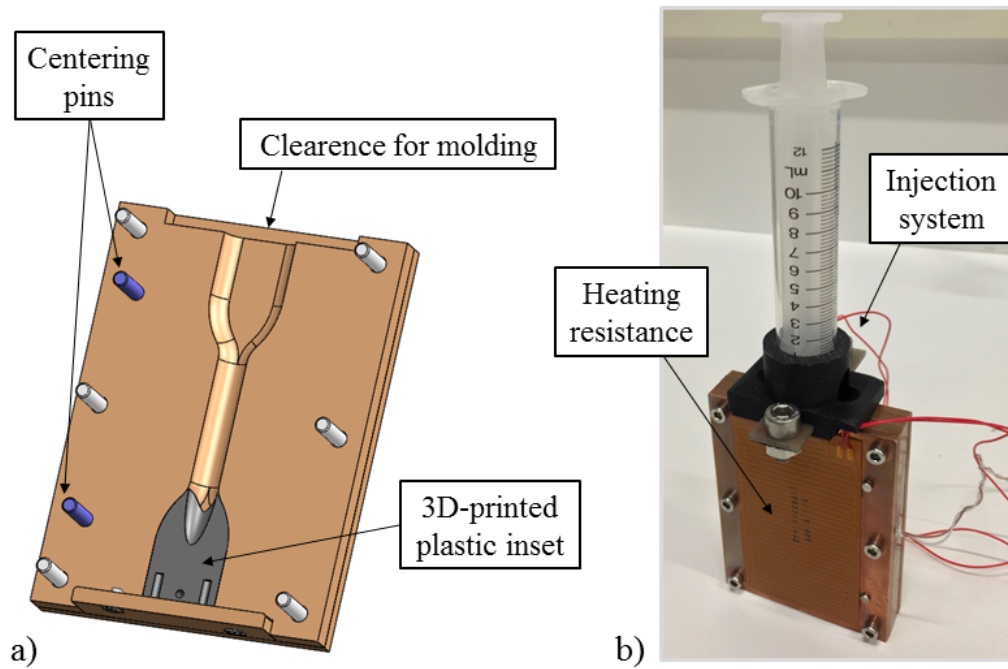 Centering
pins
Clearence for molding
3D-printed
plastic inset
a)
Injection
system
Heating
resistance
b)
12
mL
10
9
8
7
6
5
4
3
2